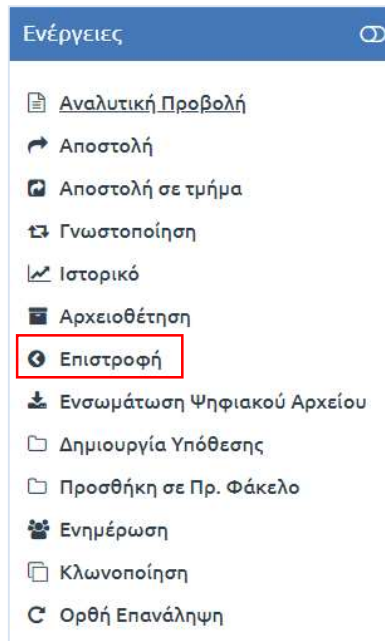 Ενέργειες
Αναλυτική Προβολή
Αποστολή
Αποστολή σε τμήμα
Γνωστοποίηση
Ιστορικό
Αρχειοθέτηση
Επιστροφή
Ενσωμάτωση Ψηφιακού Αρχείου
Δημιουργία Υπόθεσης
Προσθήκη σε Πρ. Φάκελο
Ενημέρωση
Κλωνοποίηση
Ορθή Επανάληψη